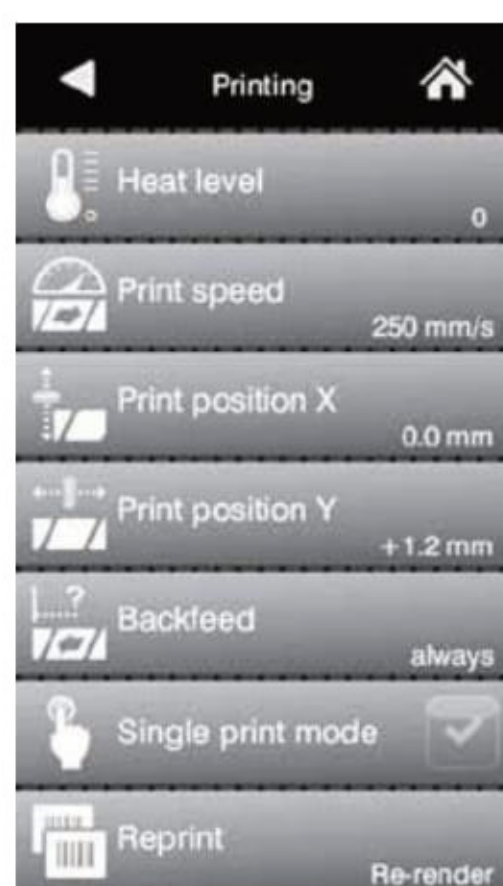 Printing
Heat level
0
Print speed
250 mm/s
Print position X
0.0 mm
Print position Y
+1.2 mm
...?
Backfeed
always
Single print mode
Reprint
Re-render